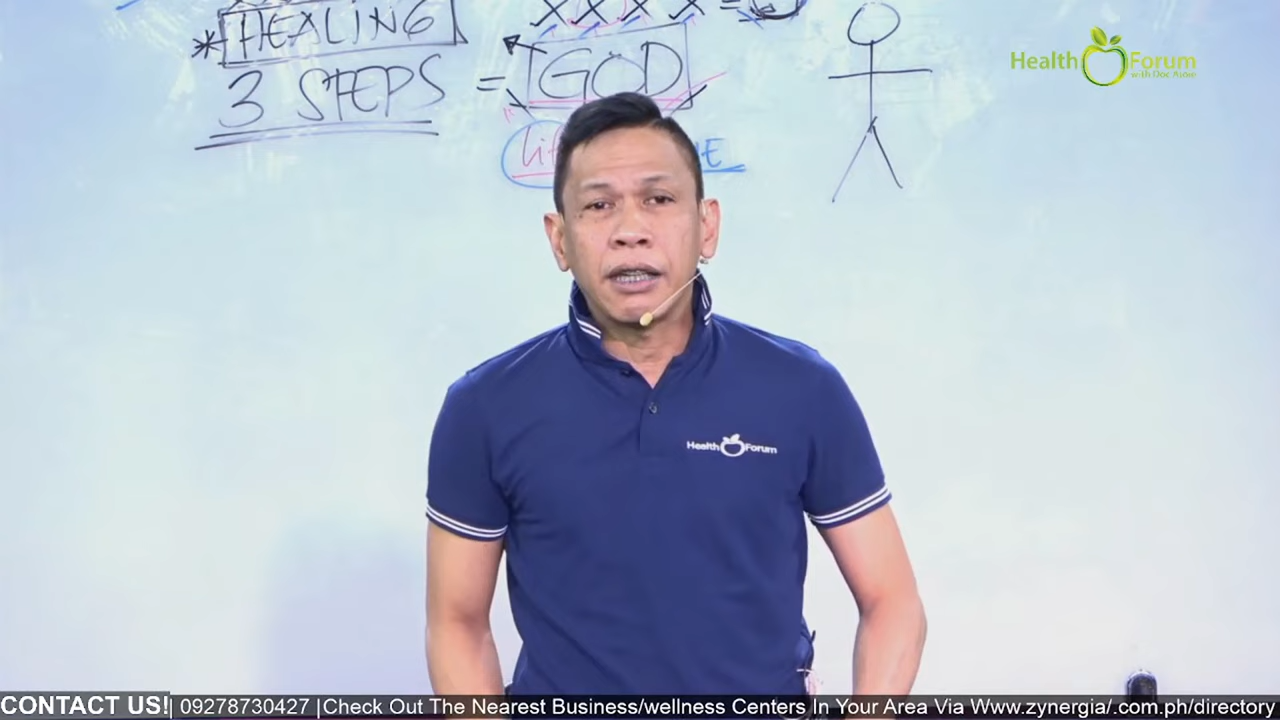 *HEALING
3 STEPS = GOD
Health Forum
with Doc Atoie
Health Forum
CONTACT US!| 09278730427 |Check Out The Nearest Business/wellness Centers In Your Area Via Www.zynergia/.com.ph/directory